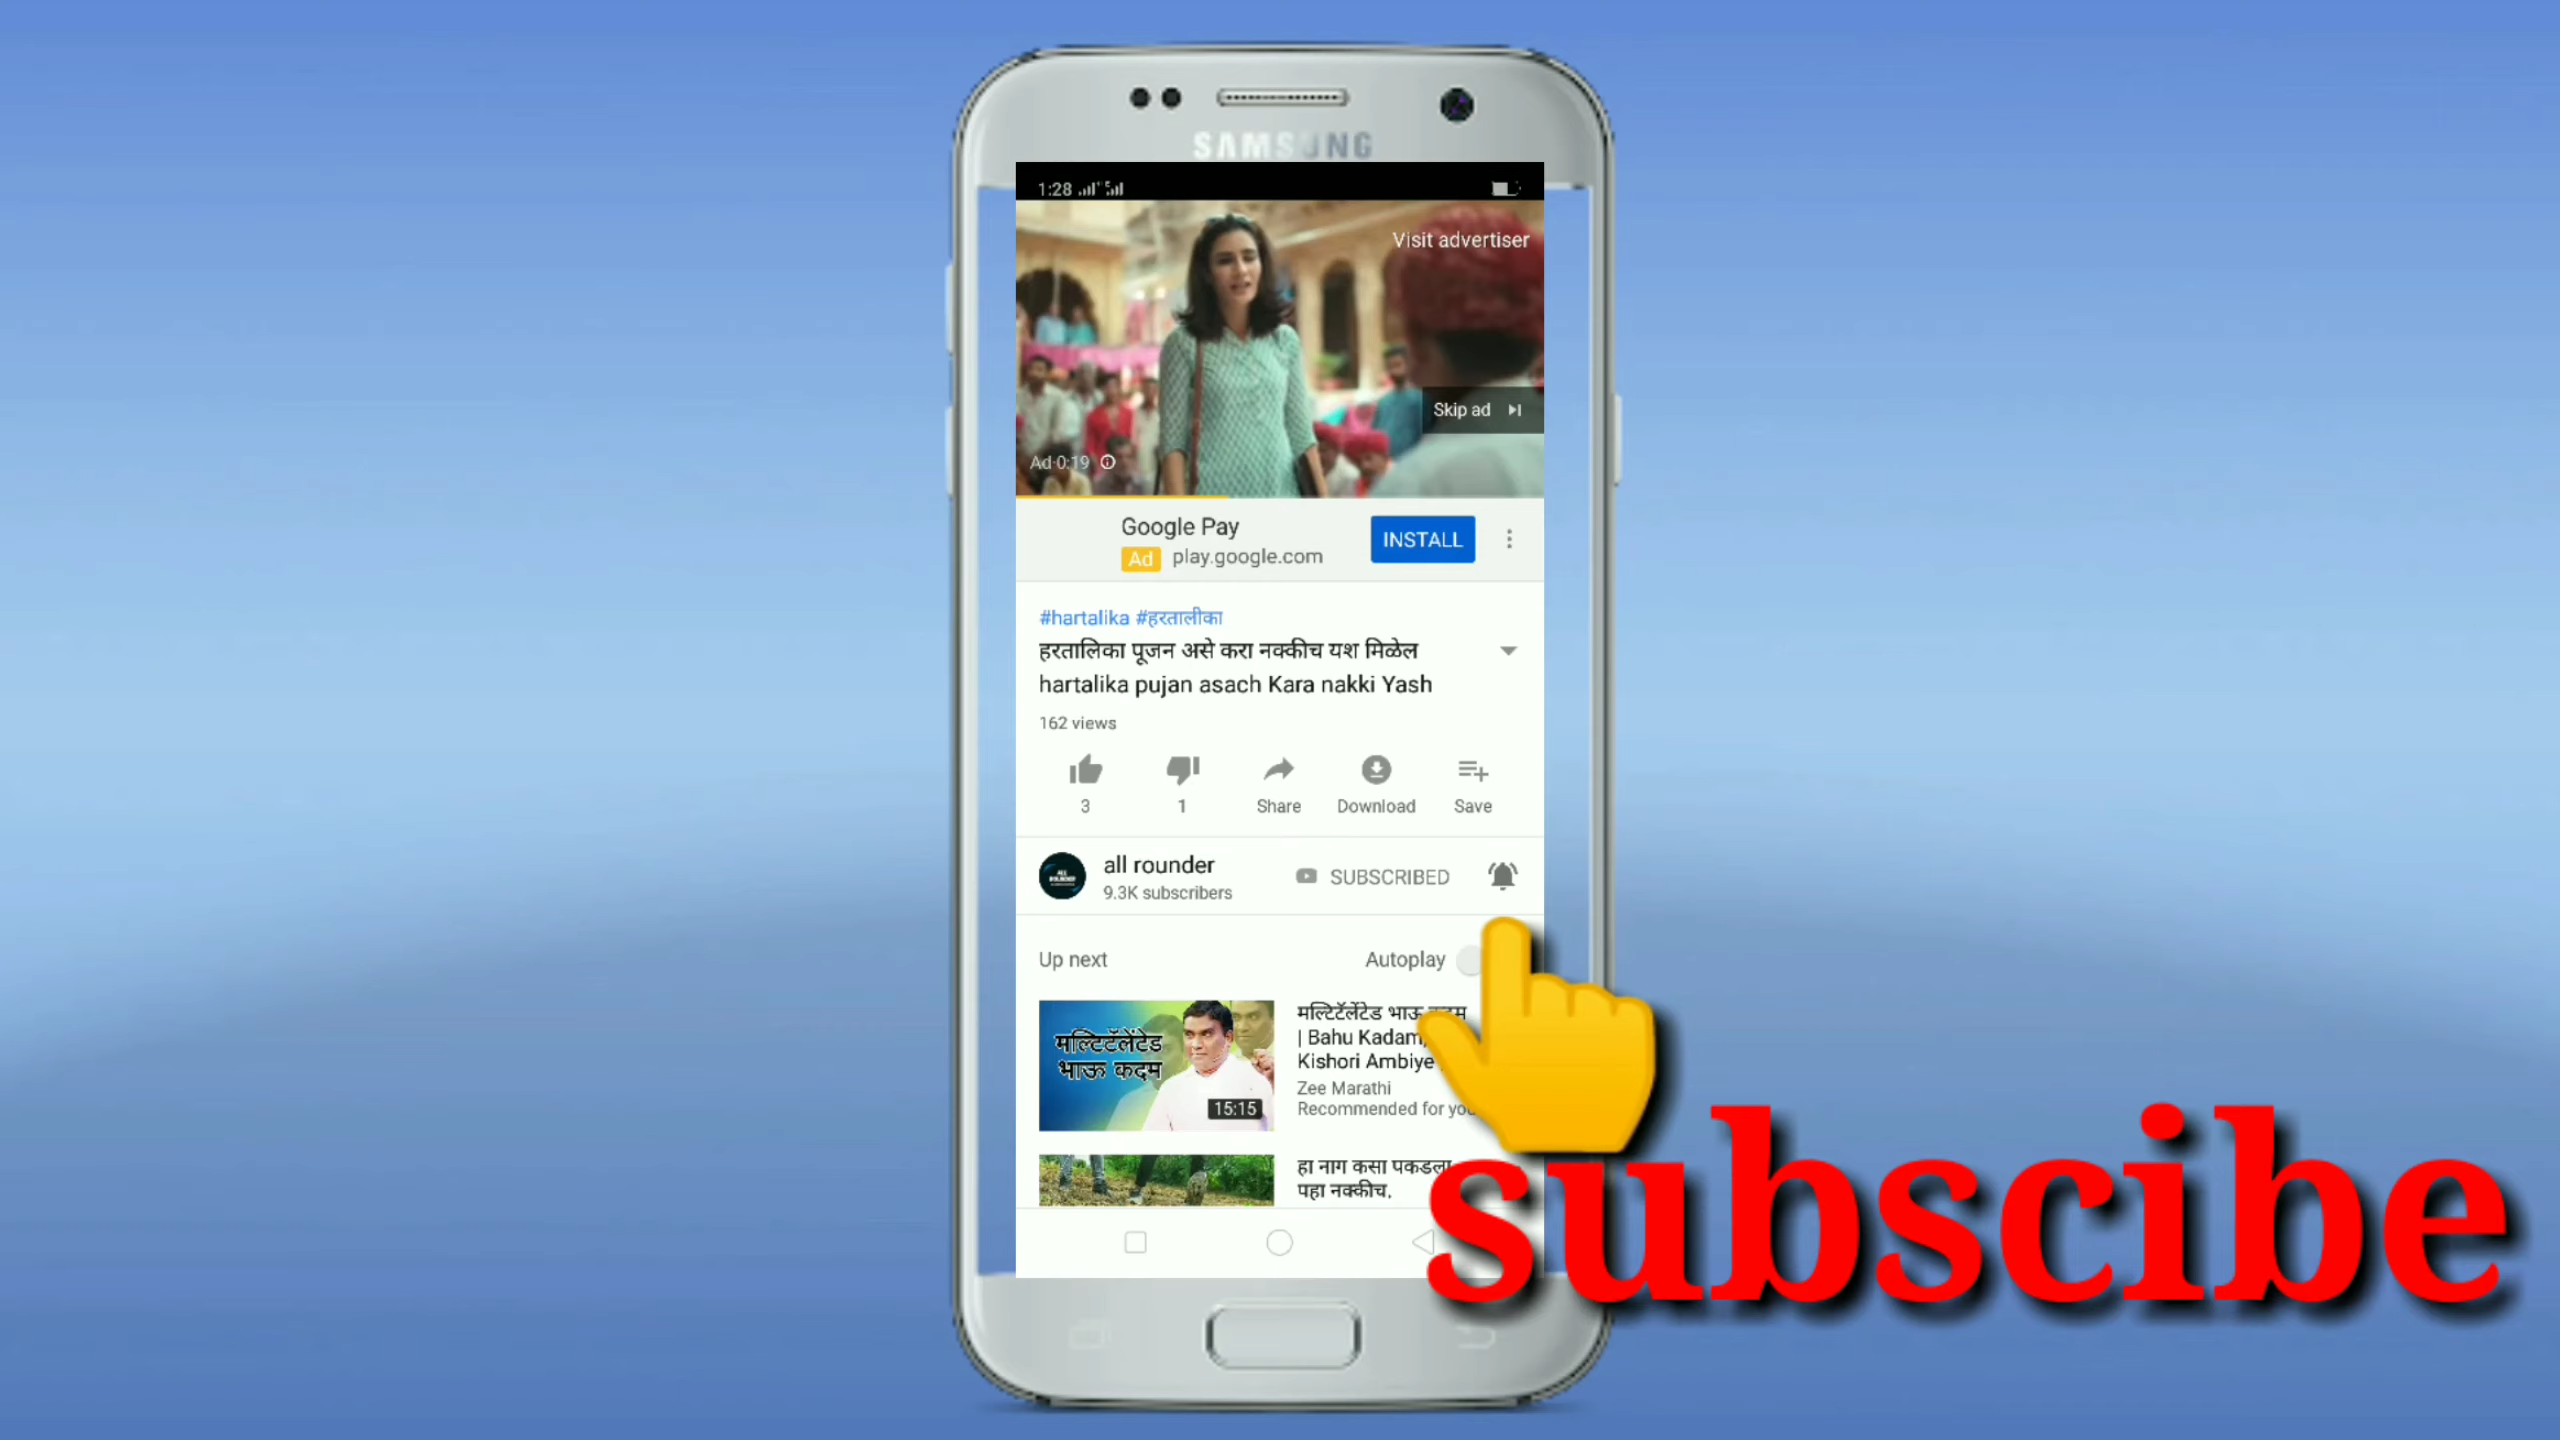 SAMSUNG
1:28
Visit advertiser
Skip ad
Ad·0:19
Google Pay
INSTALL
Ad play.google.com
#hartalika #हरतालीका
हरतालिका पूजन असे करा नक्कीच यश मिळेल
hartalika pujan asach Kara nakki Yash
162 views
3
1
Share
Download
Save
all rounder
9.3K subscribers
SUBSCRIBED
Up next
Autoplay
मल्टिटॅलेंटेड
भाऊ कदम
15:15
मल्टिटॅलेंटेड भाऊ कदम
| Bahu Kadam,
Kishori Ambiye
Zee Marathi
Recommended for you
हा नाग कसा पकडला
पहा नक्कीच.
subscibe